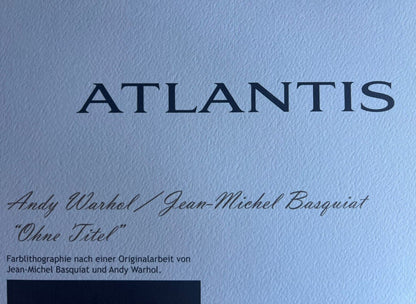 ATLANTIS
Andy Warhol / Jean-Michel Basquiat
"Ohne Titel"
Farblithographie nach einer Originalarbeit von
Jean-Michel Basquiat und Andy Warhol.